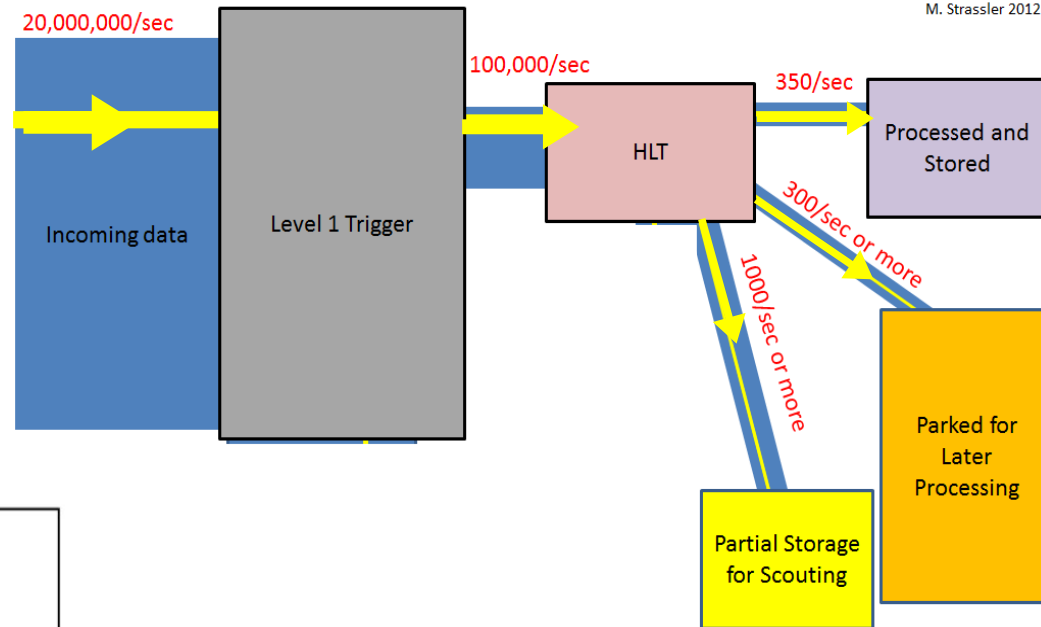 M. Strassler 2012
20,000,000/sec
100,000/sec
350/sec
Incoming data
Level 1 Trigger
HLT
Processed and
Stored
300/sec or more
1000/sec or more
Parked for
Later
Processing
Partial Storage
for Scouting